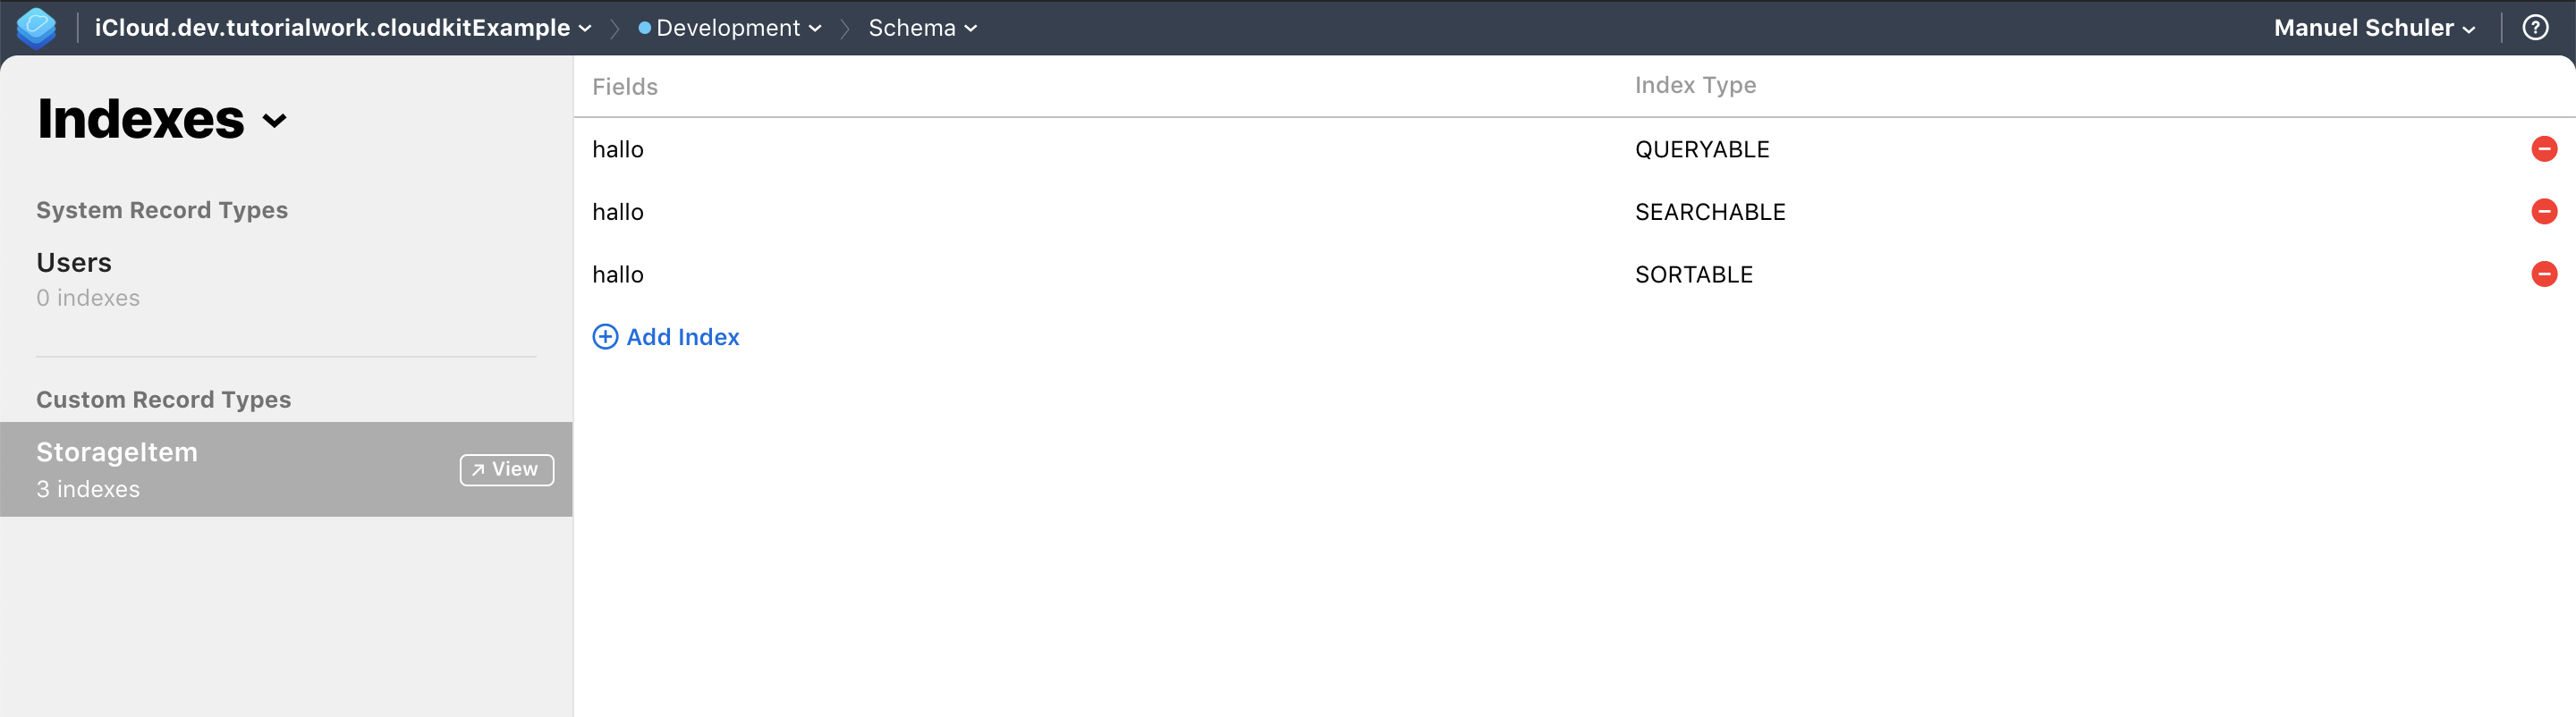 iCloud.dev.tutorialwork.cloudkitExample Development Schema Manuel Schuler ?
Indexes
System Record Types
Users
0 indexes
Custom Record Types
StorageItem
View
3 indexes
Fields Index Type
hallo QUERYABLE
hallo SEARCHABLE
hallo SORTABLE
Add Index